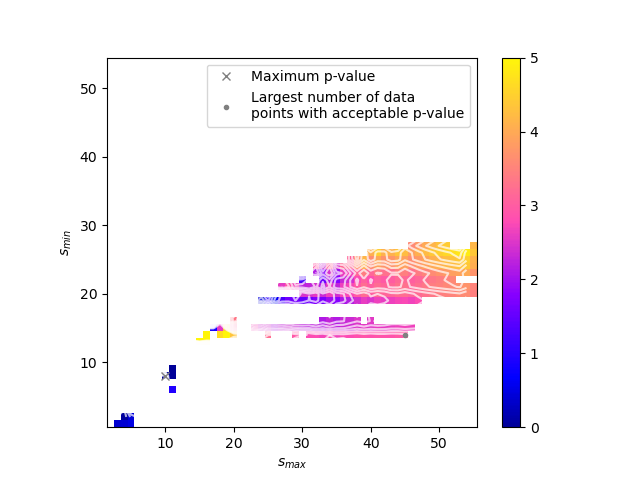 Maximum p-value
Largest number of data
points with acceptable p-value
50
40
30
20
10
s_min
10 20 30 40 50
s_max
5
4
3
2
1
0